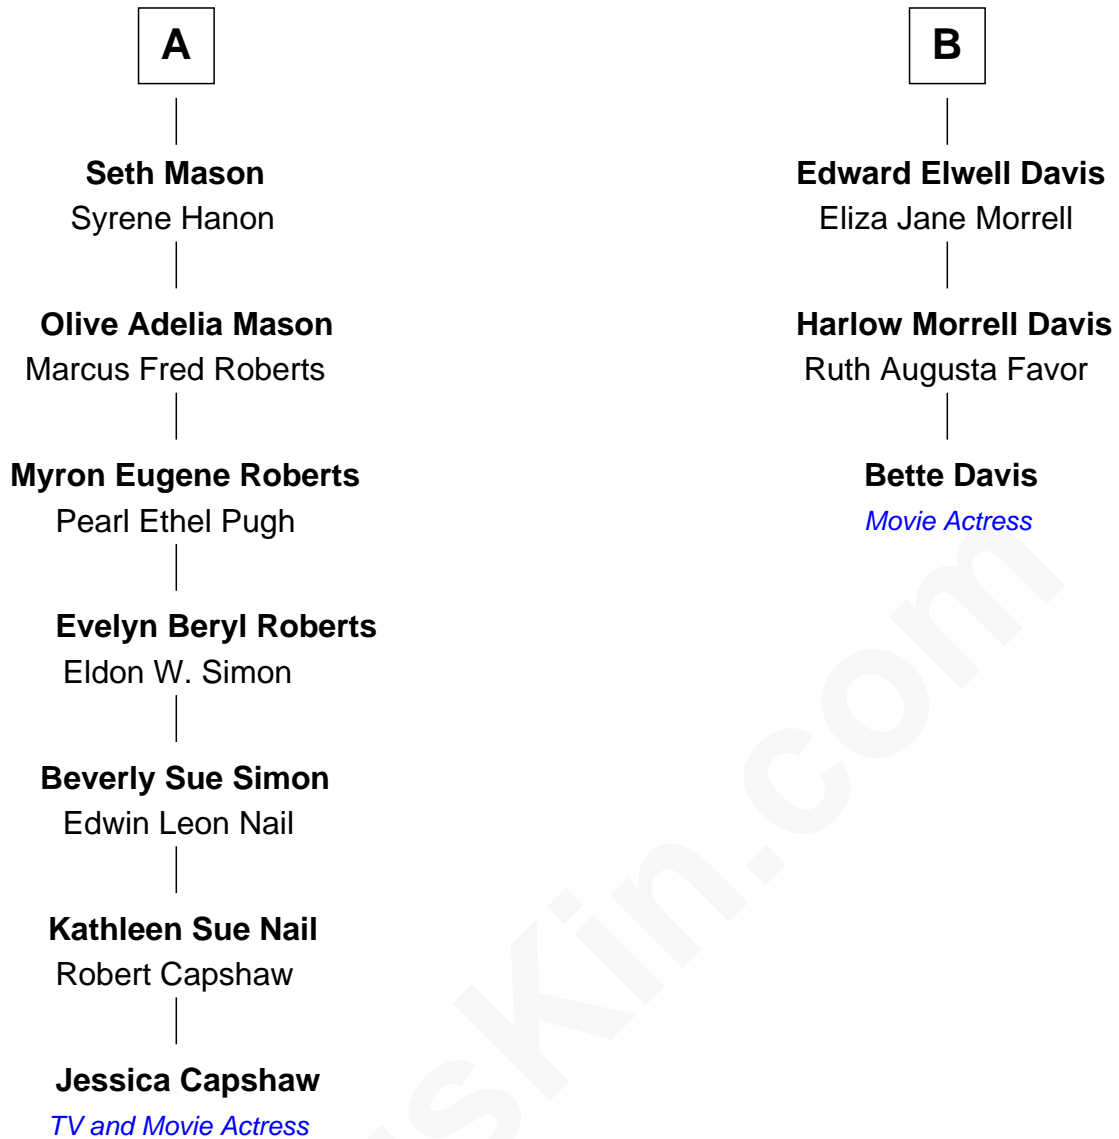 A
Seth Mason
Syrene Hanon
Olive Adelia Mason
Marcus Fred Roberts
Myron Eugene Roberts
Pearl Ethel Pugh
Evelyn Beryl Roberts
Eldon W. Simon
Beverly Sue Simon
Edwin Leon Nail
Kathleen Sue Nail
Robert Capshaw
Jessica Capshaw
TV and Movie Actress
B
Edward Elwell Davis
Eliza Jane Morrell
Harlow Morrell Davis
Ruth Augusta Favor
Bette Davis
Movie Actress
sKin.com